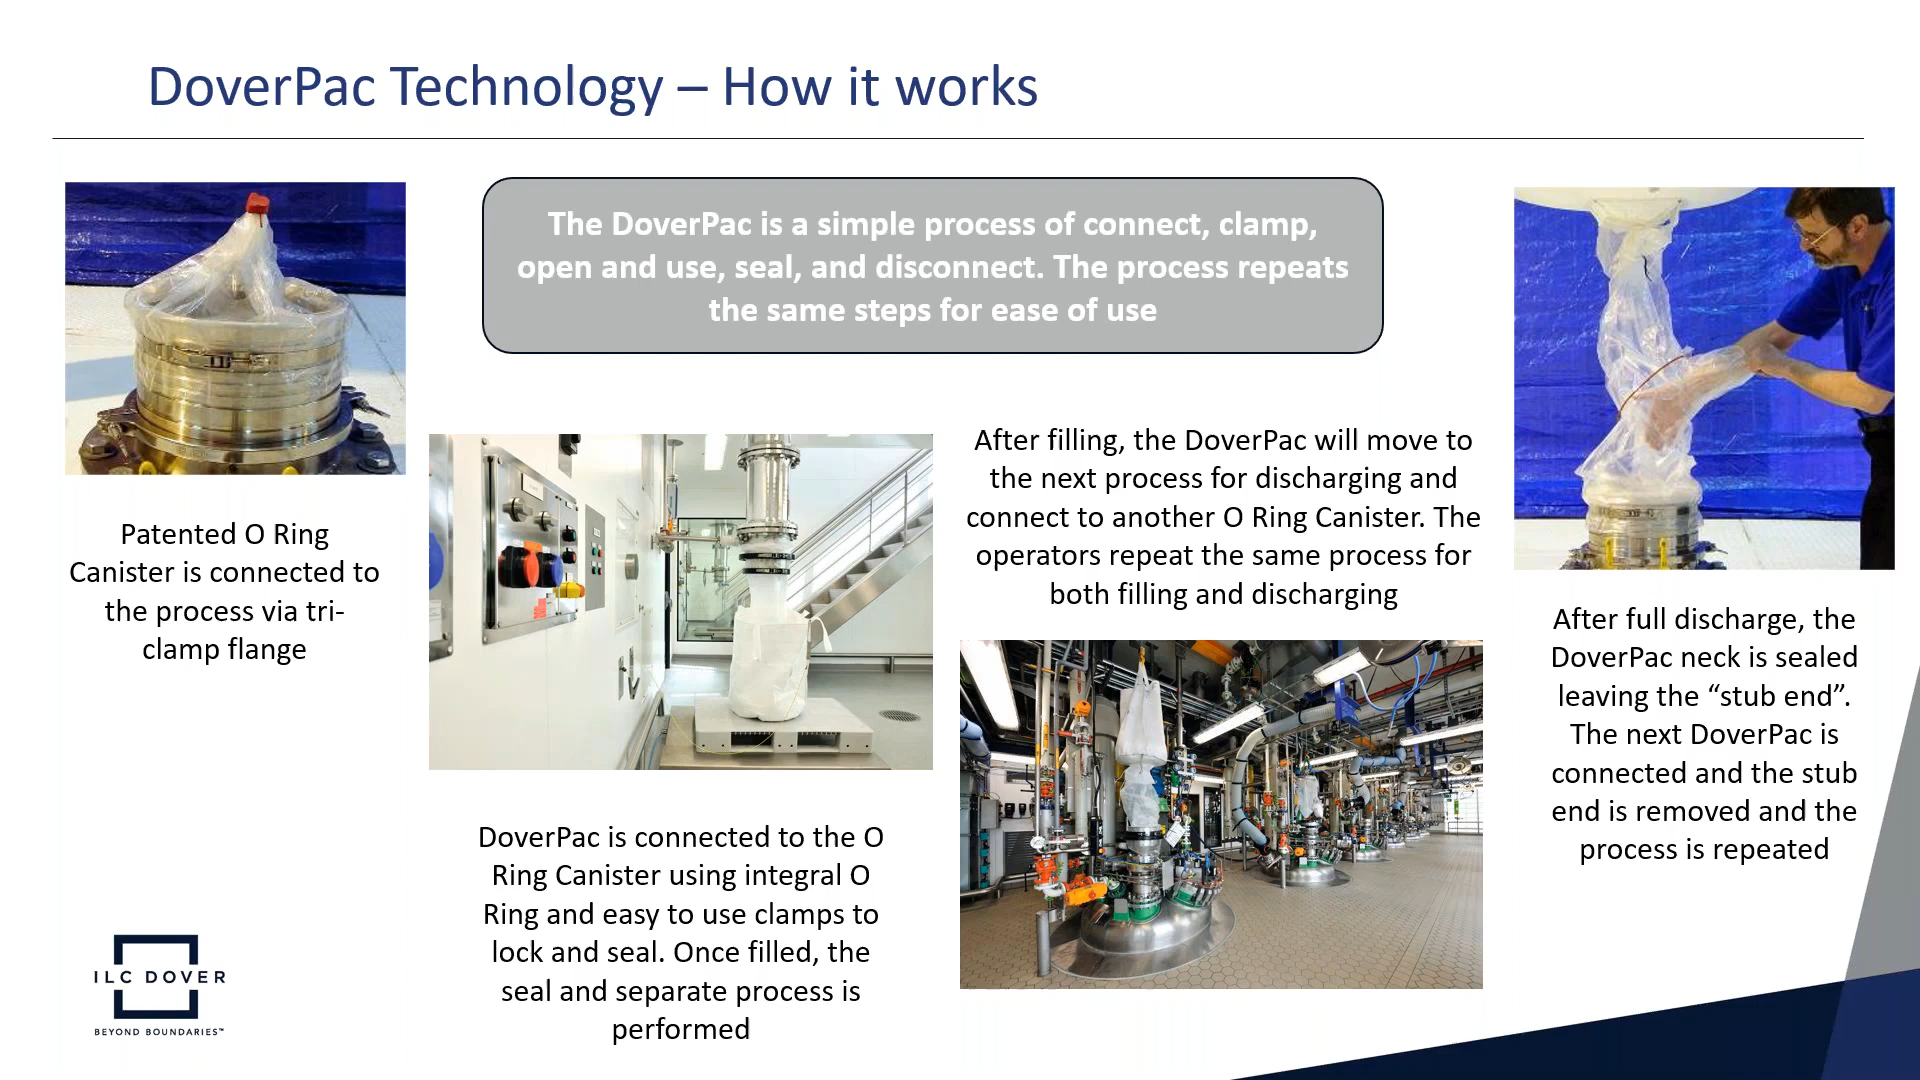 DoverPac Technology – How it works
The DoverPac is a simple process of connect, clamp,
open and use, seal, and disconnect. The process repeats
the same steps for ease of use
Patented O Ring
Canister is connected to
the process via tri-
clamp flange
DoverPac is connected to the O
Ring Canister using integral O
Ring and easy to use clamps to
lock and seal. Once filled, the
seal and separate process is
performed
After filling, the DoverPac will move to
the next process for discharging and
connect to another O Ring Canister. The
operators repeat the same process for
both filling and discharging
After full discharge, the
DoverPac neck is sealed
leaving the “stub end”.
The next DoverPac is
connected and the stub
end is removed and the
process is repeated
ILC DOVER
BEYOND BOUNDARIES™